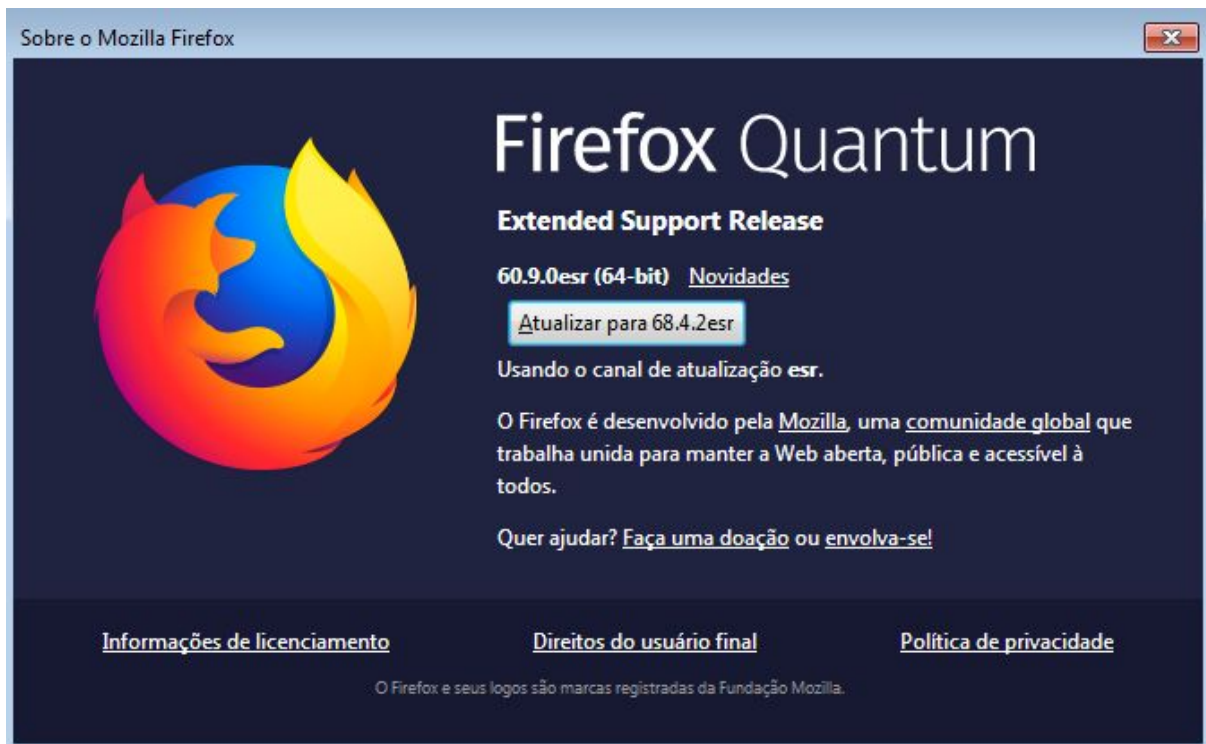 Sobre o Mozilla Firefox
Firefox Quantum
Extended Support Release
60.9.0esr (64-bit) Novidades
Atualizar para 68.4.2esr
Usando o canal de atualização esr.
O Firefox é desenvolvido pela Mozilla, uma comunidade global que
trabalha unida para manter a Web aberta, pública e acessível à
todos.
Quer ajudar? Faça uma doação ou envolva-se!
Informações de licenciamento Direitos do usuário final Política de privacidade
O Firefox e seus logos são marcas registradas da Fundação Mozilla.